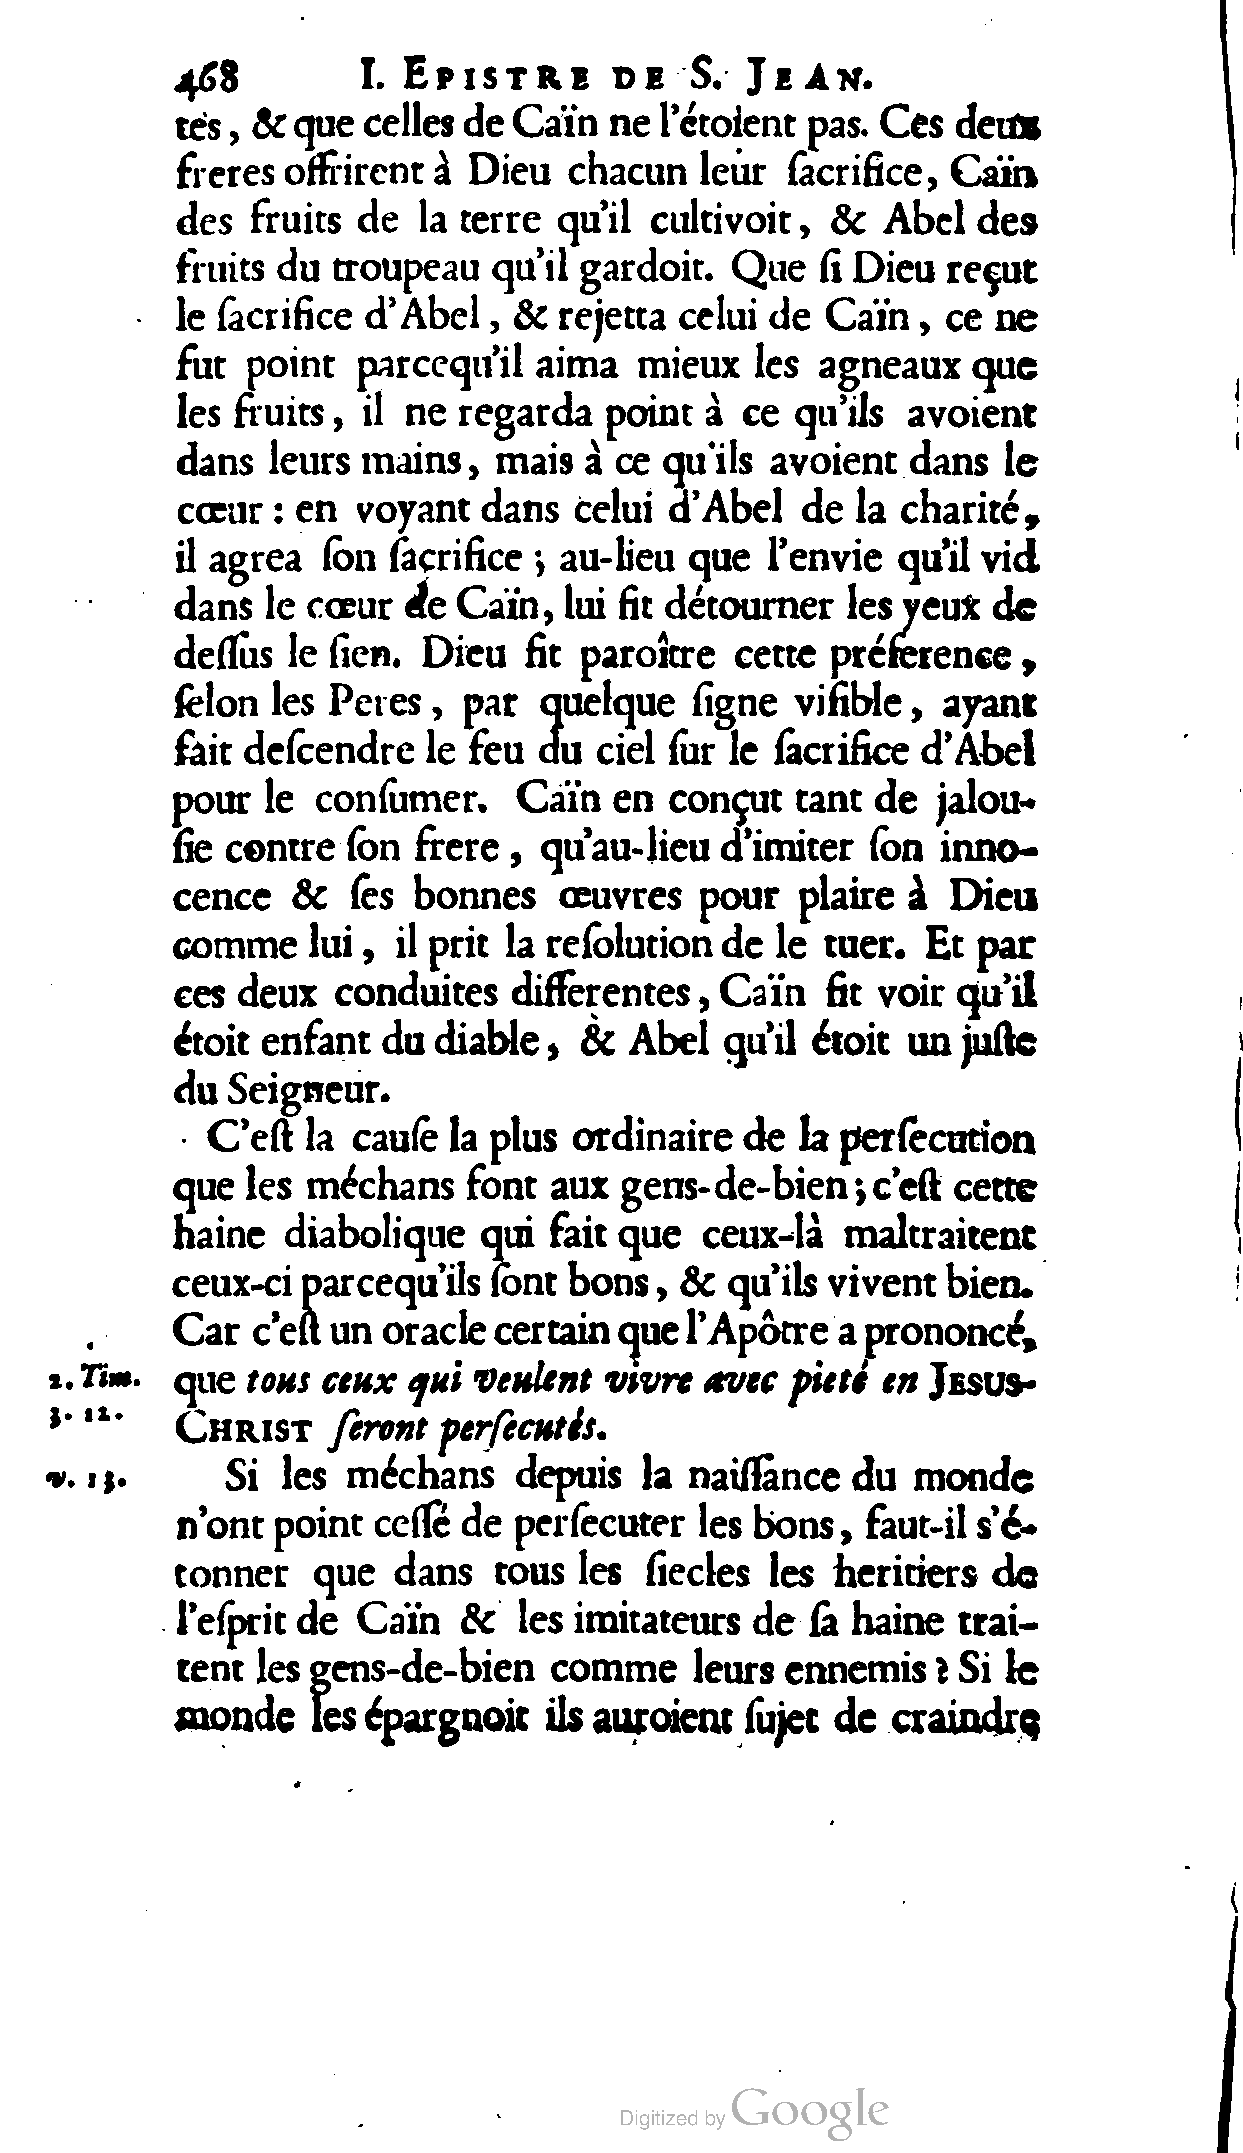 468 I. EPISTRE DE S. JEAN.
tés, & que celles de Caïn ne l'étoient pas. Ces deux
freres offrirent à Dieu chacun leur ſacrifice, Caïn
des fruits de la terre qu'il cultivoit, & Abel des
fruits du troupeau qu'il gardoit. Que ſi Dieu reçut
le ſacrifice d'Abel, & rejetta celui de Caïn, ce ne
fut point parcequ'il aima mieux les agneaux que
les fruits, il ne regarda point à ce qu'ils avoient
dans leurs mains, mais à ce qu'ils avoient dans le
cœur : en voyant dans celui d'Abel de la charité,
il agrea ſon ſacrifice ; au-lieu que l'envie qu'il vid
dans le cœur de Caïn, lui fit détourner les yeux de
deſſus le ſien. Dieu fit paroître cette préference,
ſelon les Peres, par quelque ſigne viſible, ayant
fait deſcendre le feu du ciel ſur le ſacrifice d'Abel
pour le conſumer. Caïn en conçut tant de jalou-
ſie contre ſon frere, qu'au-lieu d'imiter ſon inno-
cence & ſes bonnes œuvres pour plaire à Dieu
comme lui, il prit la reſolution de le tuer. Et par
ces deux conduites differentes, Caïn fit voir qu'il
étoit enfant du diable, & Abel qu'il étoit un juſte
du Seigneur.
C'eſt la cauſe la plus ordinaire de la perſecution
que les méchans font aux gens-de-bien ; c'eſt cette
haine diabolique qui fait que ceux-là maltraitent
ceux-ci parcequ'ils ſont bons, & qu'ils vivent bien.
Car c'eſt un oracle certain que l'Apôtre a prononcé,
2. Tim. que tous ceux qui veulent vivre avec pieté en JESUS-
3. 12. CHRIST ſeront perſecutés.
v. 13. Si les méchans depuis la naiſſance du monde
n'ont point ceſſé de perſecuter les bons, faut-il s'é-
tonner que dans tous les ſiecles les heritiers de
l'eſprit de Caïn & les imitateurs de ſa haine trai-
tent les gens-de-bien comme leurs ennemis ? Si le
monde les épargnoit ils auroient ſujet de craindre
Digitized by Google